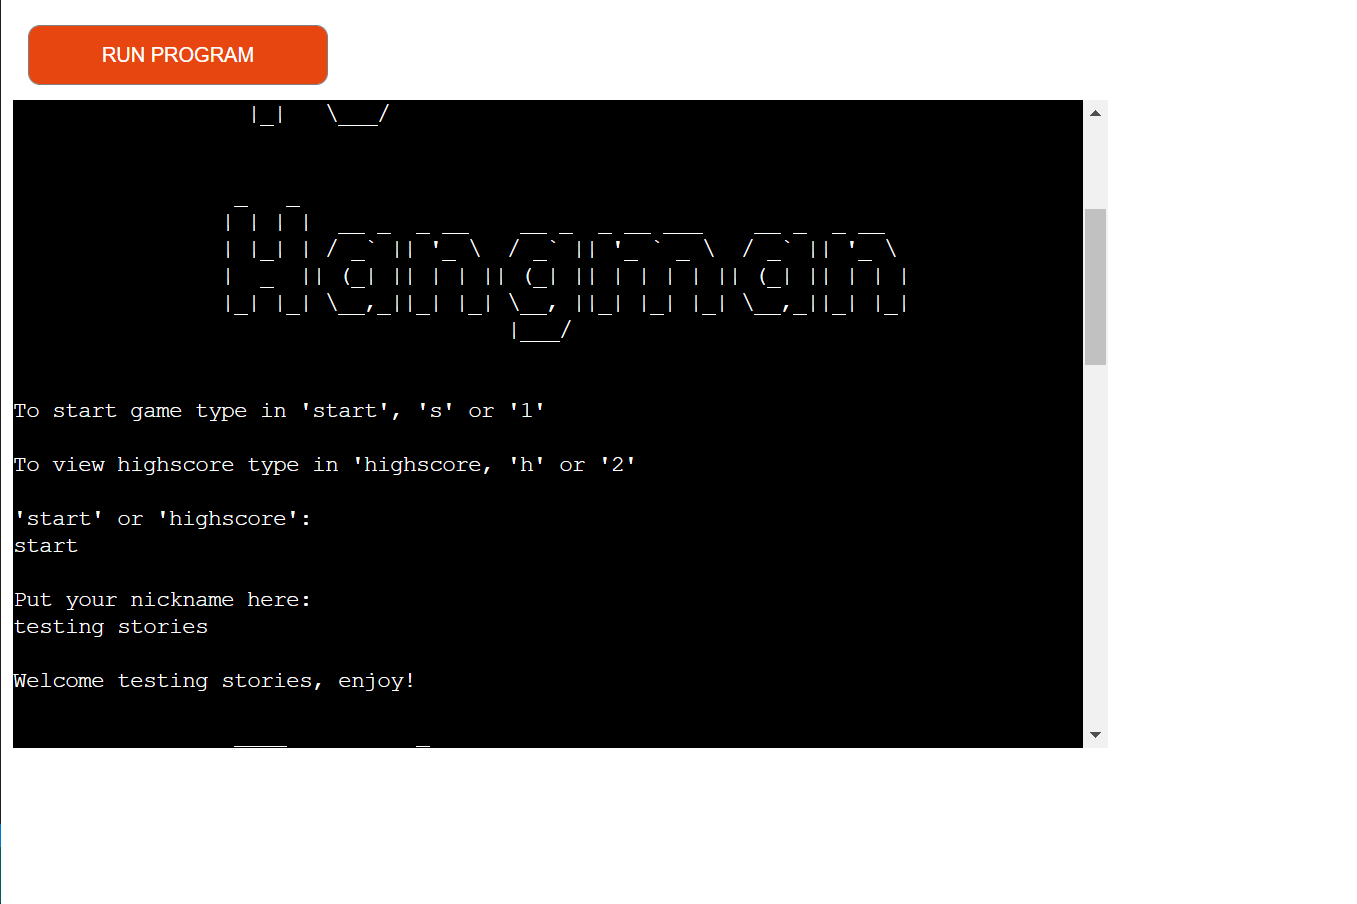 RUN PROGRAM
Hangman
To start game type in 'start', 's' or '1'
To view highscore type in 'highscore, 'h' or '2'
'start' or 'highscore':
start
Put your nickname here:
testing stories
Welcome testing stories, enjoy!